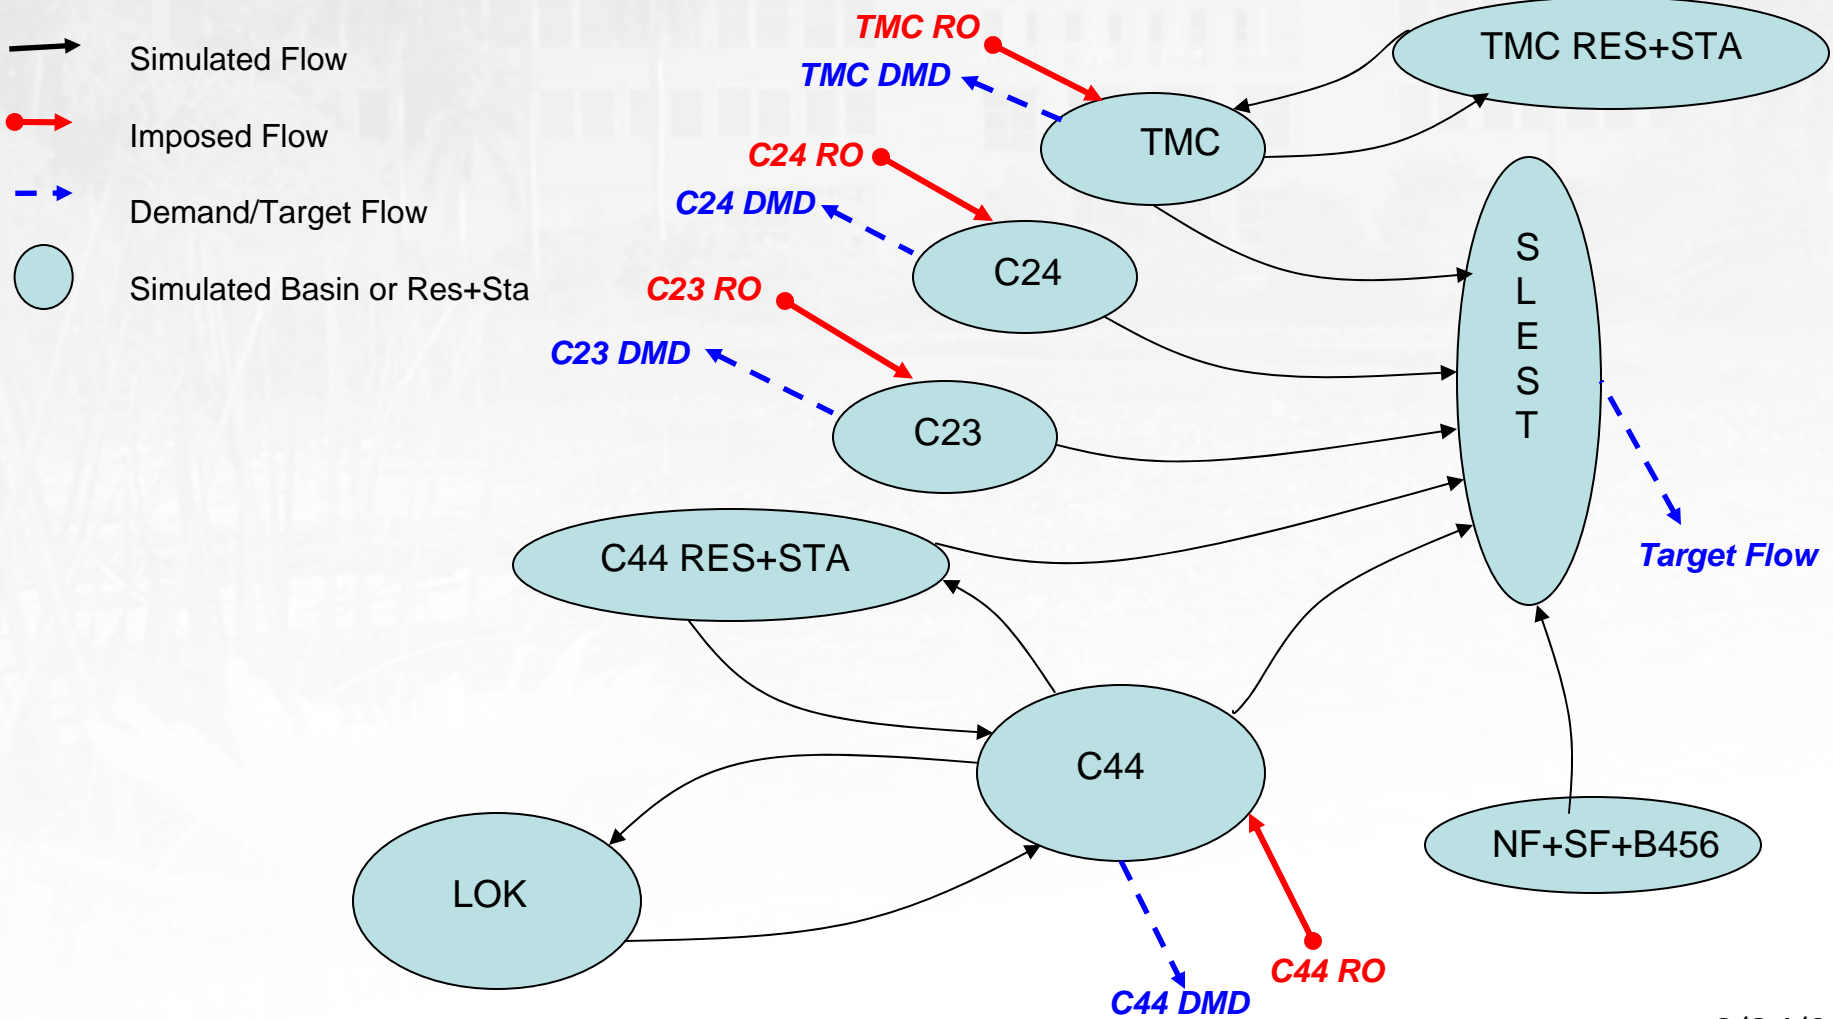 Simulated Flow
Imposed Flow
Demand/Target Flow
Simulated Basin or Res+Sta
TMC RO
TMC DMD
TMC RES+STA
TMC
C24 RO
C24 DMD
C24
C23 RO
C23 DMD
C23
S
L
E
S
T
Target Flow
C44 RES+STA
C44
NF+SF+B456
LOK
C44 RO
C44 DMD